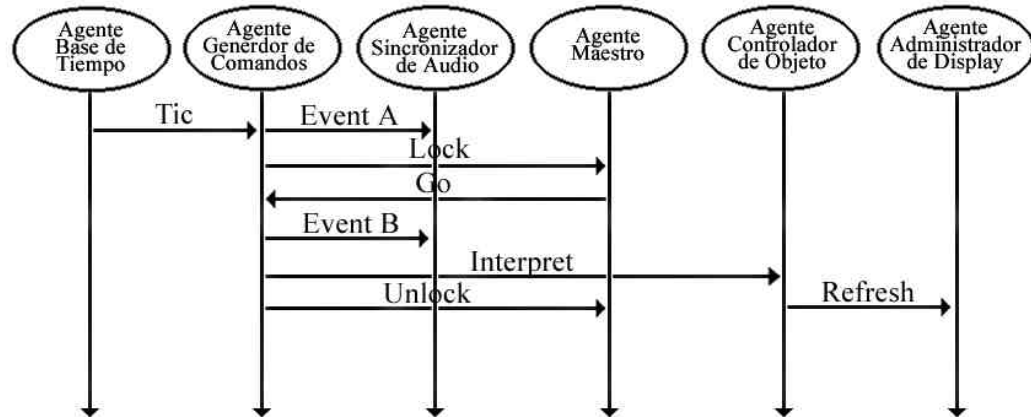 Agente
Base de
Tiempo
Agente
Generdor de
Comandos
Agente
Sincronizador
de Audio
Agente
Maestro
Agente
Controlador
de Objeto
Agente
Administrador
de Display
Tic
Event A
Lock
Go
Event B
Interpret
Unlock
Refresh